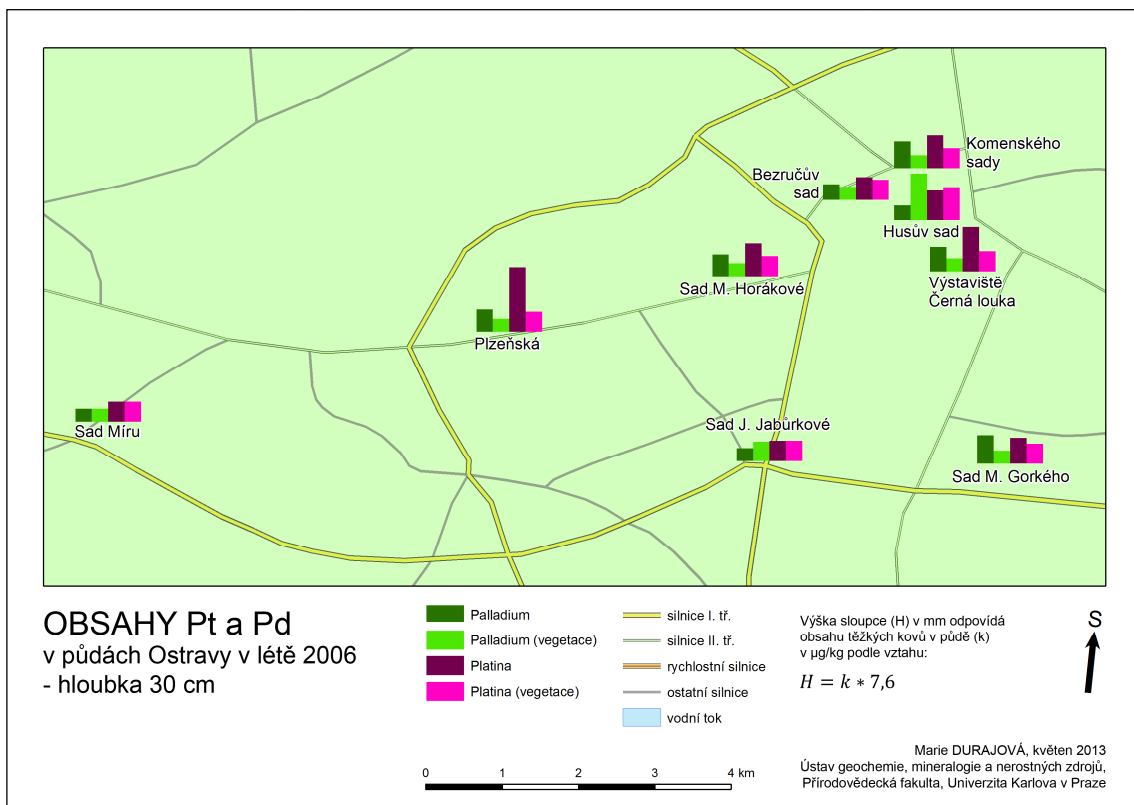 Komenského
sady
Bezručův
sad
Husův sad
Sad M. Horákové
Výstaviště
Černá louka
Plzeňská
Sad Míru
Sad J. Jabůrkové
Sad M. Gorkého
OBSAHY Pt a Pd
v půdách Ostravy v létě 2006
- hloubka 30 cm
Palladium
Palladium (vegetace)
Platina
Platina (vegetace)
silnice I. tř.
silnice II. tř.
rychlostní silnice
ostatní silnice
vodní tok
Výška sloupce (H) v mm odpovídá
obsahu těžkých kovů v půdě (k)
v µg/kg podle vztahu:
H = k * 7,6
S
0 1 2 3 4 km
Marie DURAJOVÁ, květen 2013
Ústav geochemie, mineralogie a nerostných zdrojů,
Přírodovědecká fakulta, Univerzita Karlova v Praze